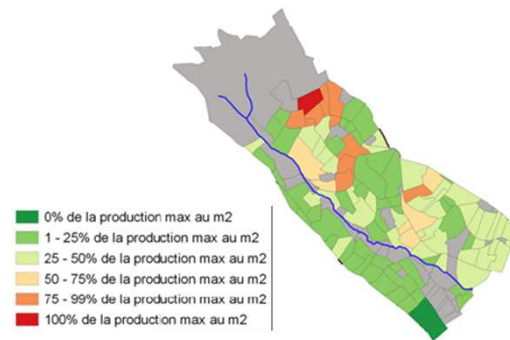 0% de la production max au m2
1 - 25% de la production max au m2
25 - 50% de la production max au m2
50 - 75% de la production max au m2
75 - 99% de la production max au m2
100% de la production max au m2